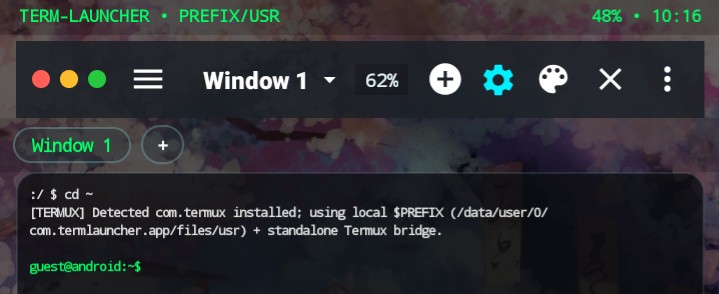 TERM-LAUNCHER • PREFIX/USR
48% • 10:16
Window 1
62%
Window 1
+
:/ $ cd ~
[TERMUX] Detected com.termux installed; using local $PREFIX (/data/user/0/
com.termlauncher.app/files/usr) + standalone Termux bridge.
guest@android:~$